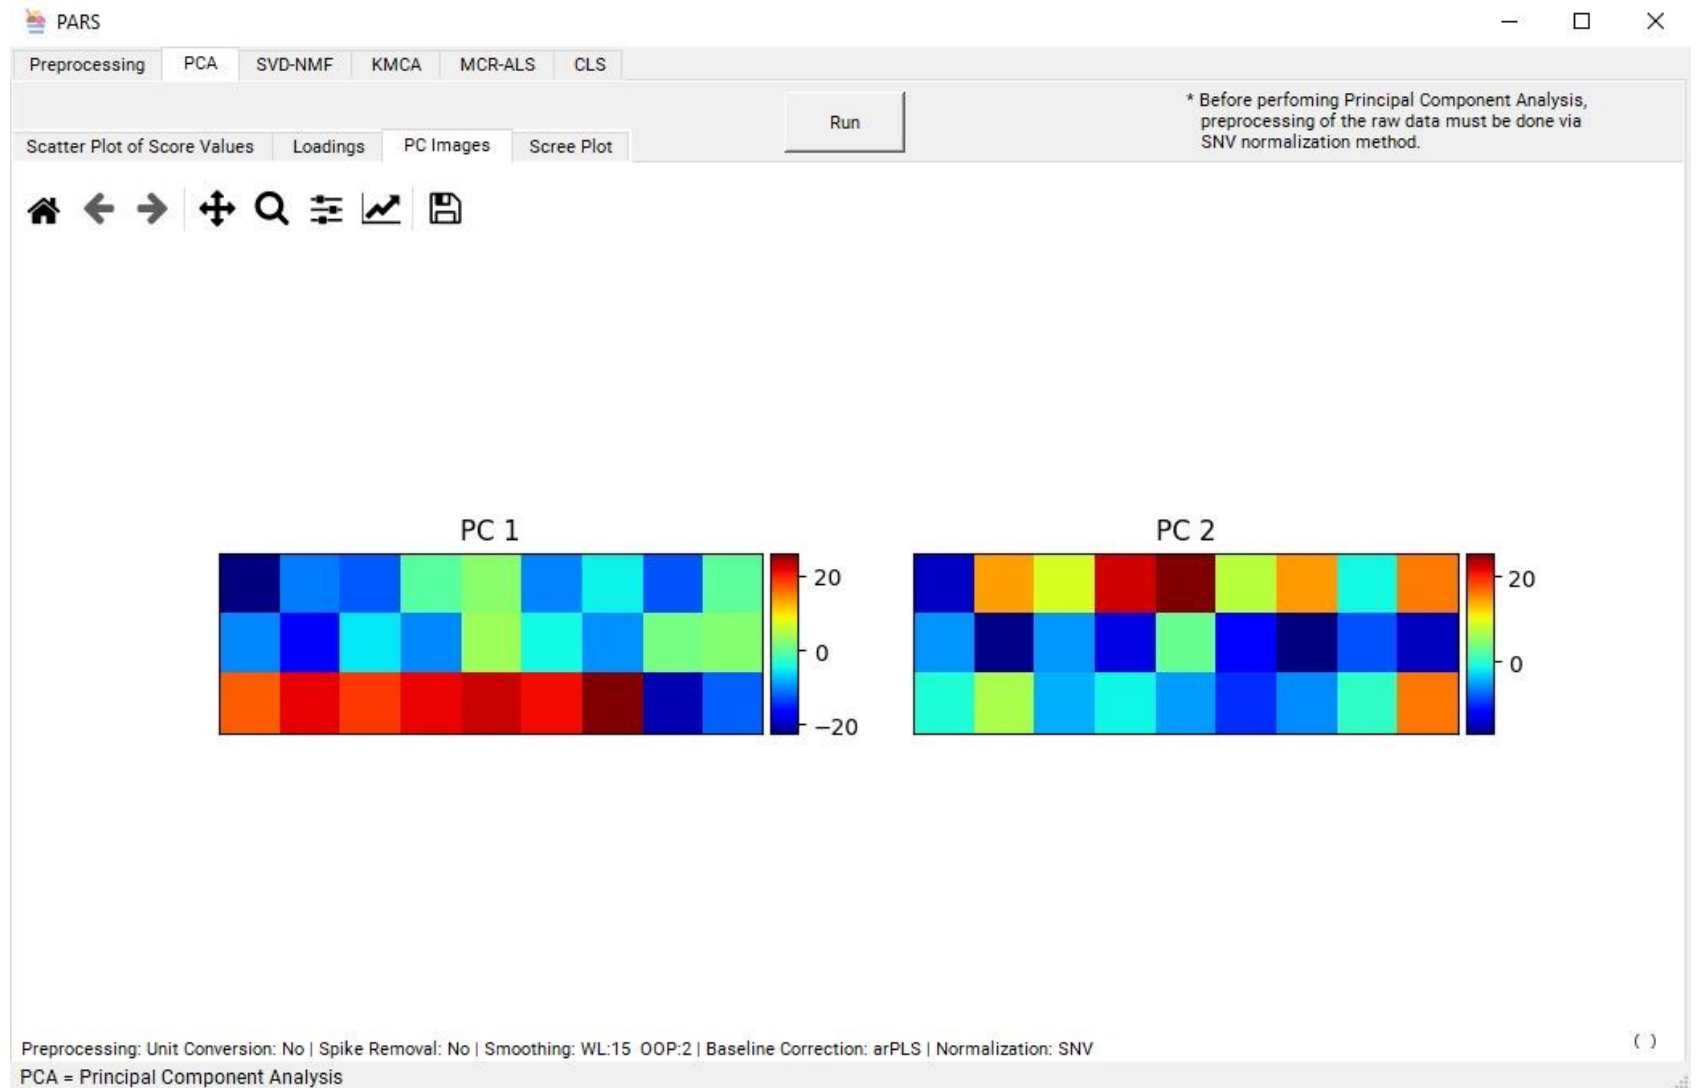 PARS
Preprocessing PCA SVD-NMF KMCA MCR-ALS CLS
Run
* Before perfoming Principal Component Analysis,
preprocessing of the raw data must be done via
SNV normalization method.
Scatter Plot of Score Values Loadings PC Images Scree Plot
PC 1
20
0
−20
PC 2
20
0
( )
Preprocessing: Unit Conversion: No | Spike Removal: No | Smoothing: WL:15 OOP:2 | Baseline Correction: arPLS | Normalization: SNV
PCA = Principal Component Analysis